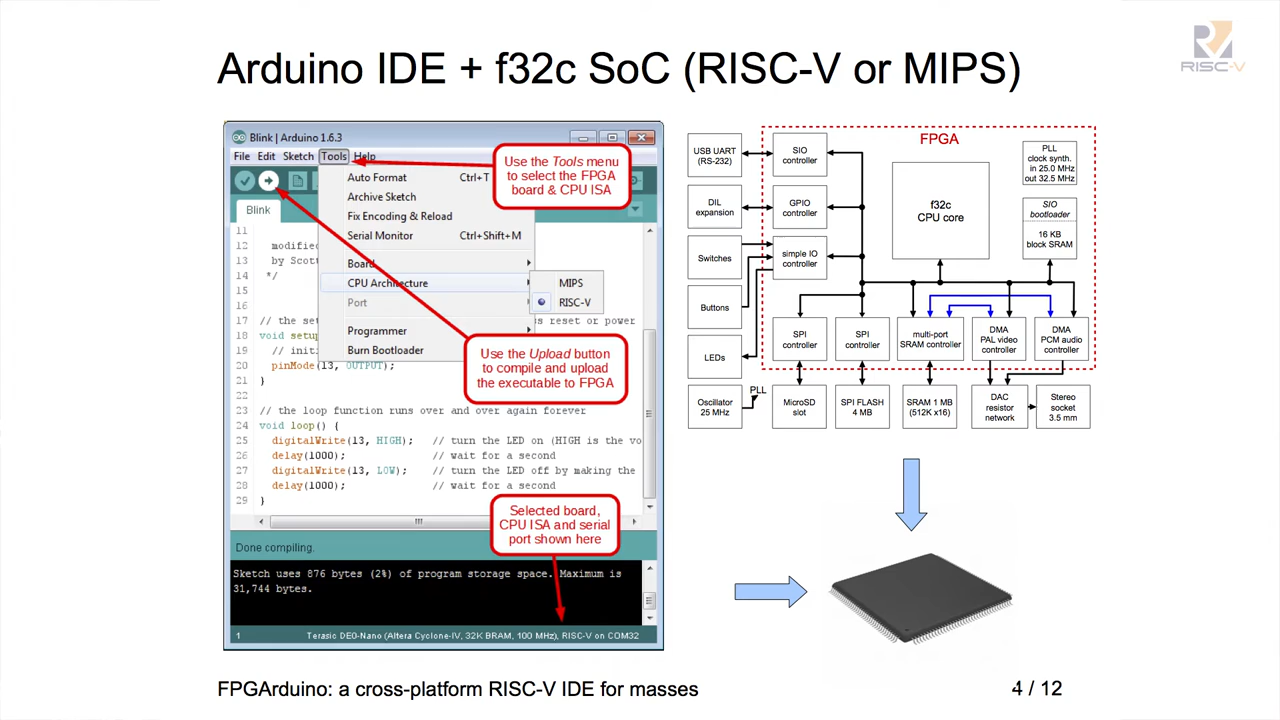 Arduino IDE + f32c SoC (RISC-V or MIPS)
RISC-V
Blink | Arduino 1.6.3
File Edit Sketch Tools Help
Auto Format Ctrl+T
Archive Sketch
Fix Encoding & Reload
Serial Monitor Ctrl+Shift+M
Board
CPU Architecture
Port
Programmer
Burn Bootloader
MIPS
RISC-V
Use the Tools menu
to select the FPGA
board & CPU ISA
Use the Upload button
to compile and upload
the executable to FPGA
Selected board,
CPU ISA and serial
port shown here
Blink
11
12 modified
13 by Scott
14 */
15
16
17 // the set s reset or power
18 void setup
19 // initi
20 pinMode(13, OUTPUT);
21 }
22
23 // the loop function runs over and over again forever
24 void loop() {
25 digitalWrite(13, HIGH); // turn the LED on (HIGH is the vo
26 delay(1000); // wait for a second
27 digitalWrite(13, LOW); // turn the LED off by making the
28 delay(1000); // wait for a second
29 }
Done compiling.
Sketch uses 876 bytes (2%) of program storage space. Maximum is
31,744 bytes.
1 Terasic DE0-Nano (Altera Cyclone-IV, 32K BRAM, 100 MHz), RISC-V on COM32
FPGA
USB UART
(RS-232)
SIO
controller
DIL
expansion
GPIO
controller
Switches
simple IO
controller
Buttons
LEDs
f32c
CPU core
PLL
clock synth.
in 25.0 MHz
out 32.5 MHz
SIO
bootloader
16 KB
block SRAM
SPI
controller
SPI
controller
multi-port
SRAM controller
DMA
PAL video
controller
DMA
PCM audio
controller
Oscillator
25 MHz
PLL
MicroSD
slot
SPI FLASH
4 MB
SRAM 1 MB
(512K x16)
DAC
resistor
network
Stereo
socket
3.5 mm
FPGArduino: a cross-platform RISC-V IDE for masses
4 / 12